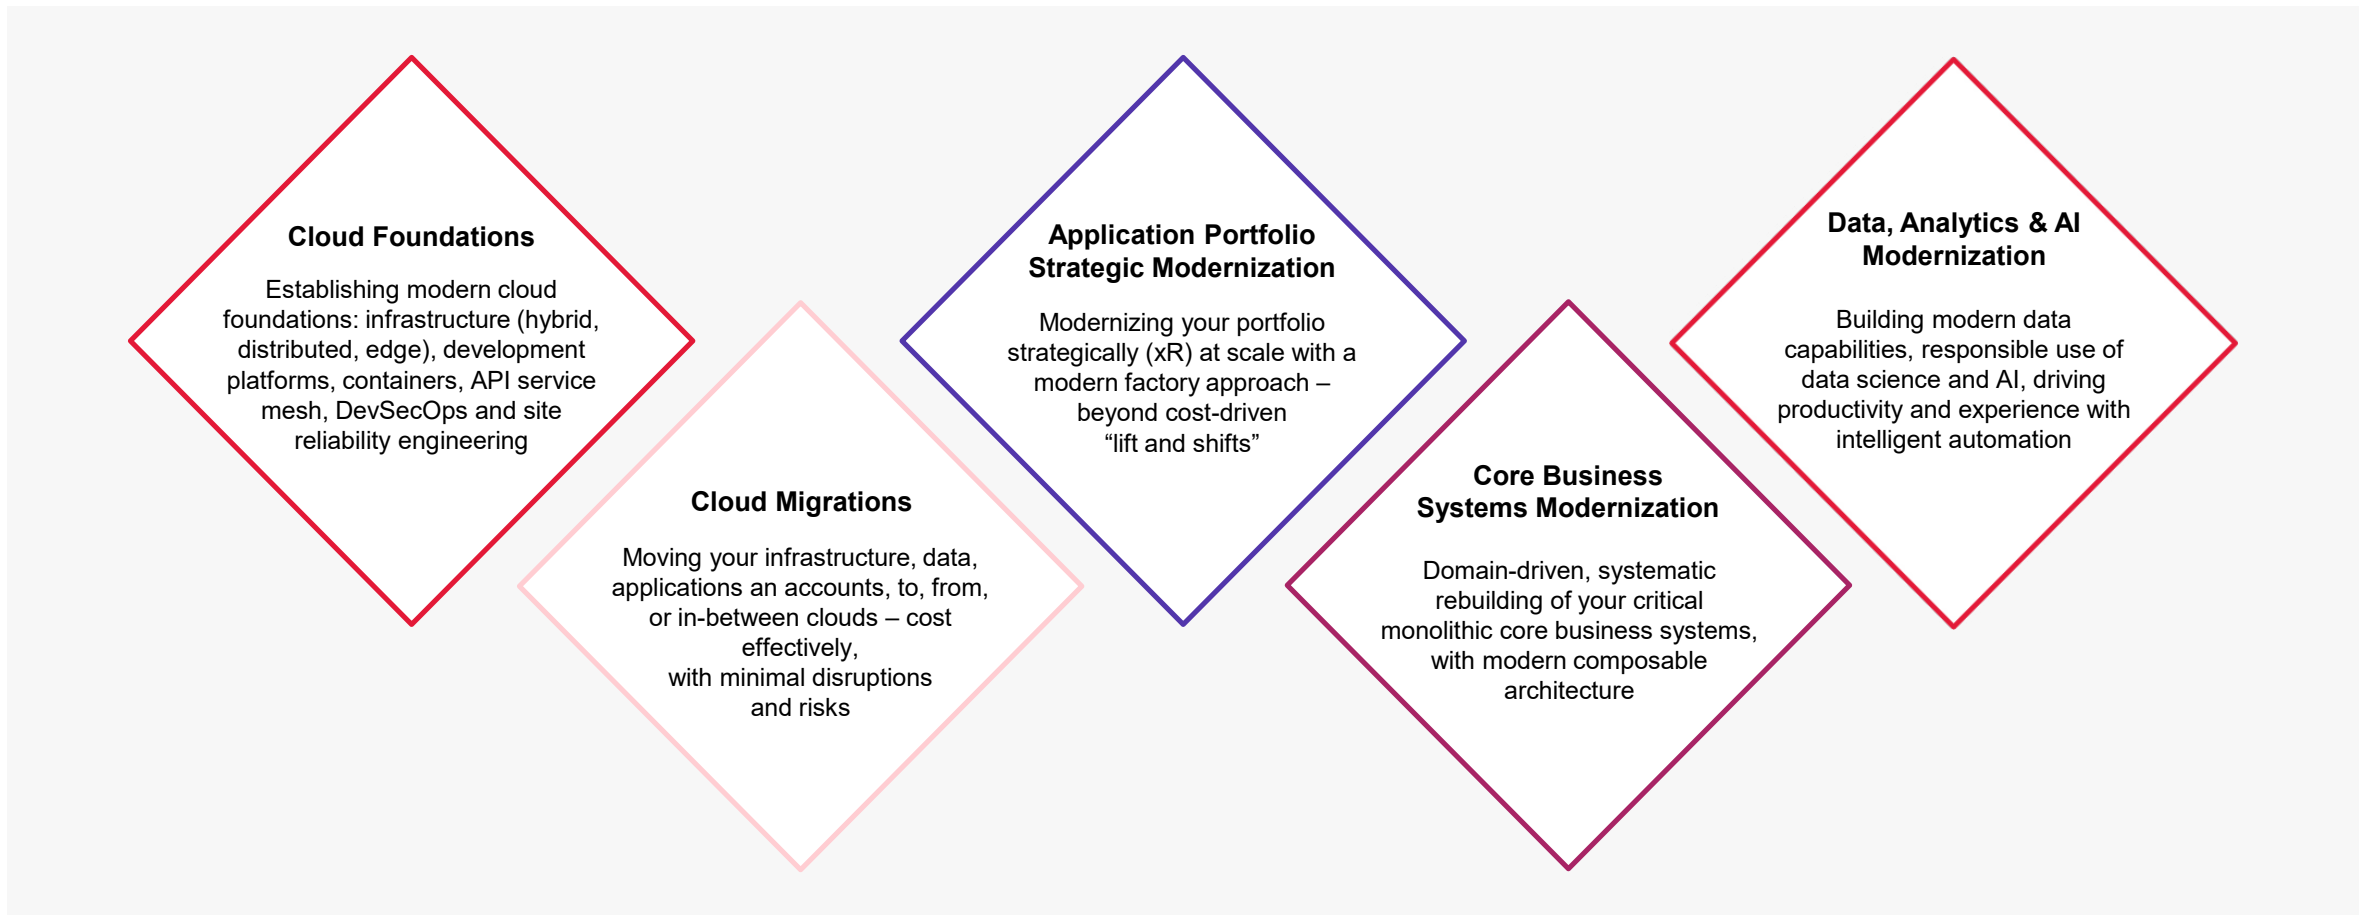 Cloud Foundations
Establishing modern cloud
foundations: infrastructure (hybrid,
distributed, edge), development
platforms, containers, API service
mesh, DevSecOps and site
reliability engineering
Cloud Migrations
Moving your infrastructure, data,
applications an accounts, to, from,
or in-between clouds – cost
effectively,
with minimal disruptions
and risks
Application Portfolio
Strategic Modernization
Modernizing your portfolio
strategically (xR) at scale with a
modern factory approach –
beyond cost-driven
“lift and shifts”
Core Business
Systems Modernization
Domain-driven, systematic
rebuilding of your critical
monolithic core business systems,
with modern composable
architecture
Data, Analytics & AI
Modernization
Building modern data
capabilities, responsible use of
data science and AI, driving
productivity and experience with
intelligent automation